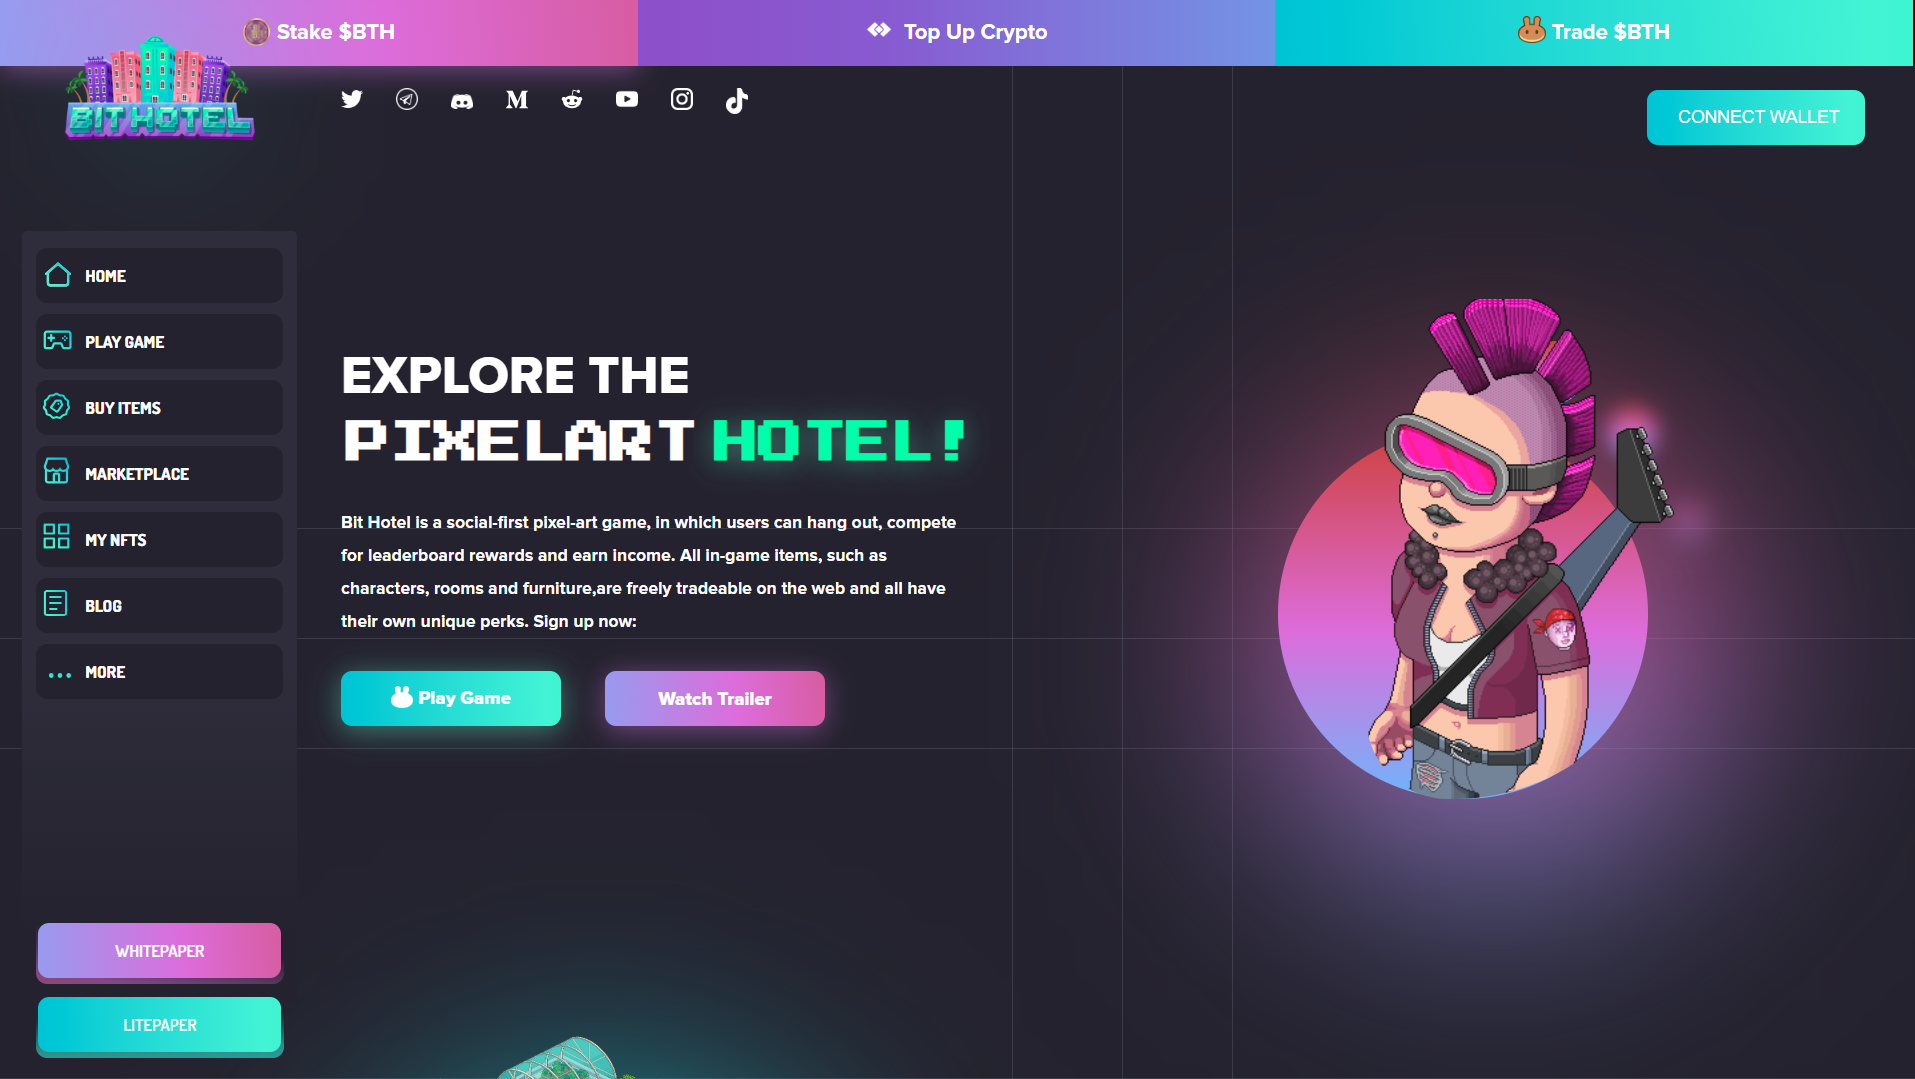 Stake $BTH
Top Up Crypto
Trade $BTH
BIT HOTEL
CONNECT WALLET
HOME
PLAY GAME
BUY ITEMS
MARKETPLACE
MY NFTS
BLOG
MORE
WHITEPAPER
LITEPAPER
EXPLORE THE
PIXELART HOTEL!
Bit Hotel is a social-first pixel-art game, in which users can hang out, compete
for leaderboard rewards and earn income. All in-game items, such as
characters, rooms and furniture,are freely tradeable on the web and all have
their own unique perks. Sign up now:
Play Game
Watch Trailer